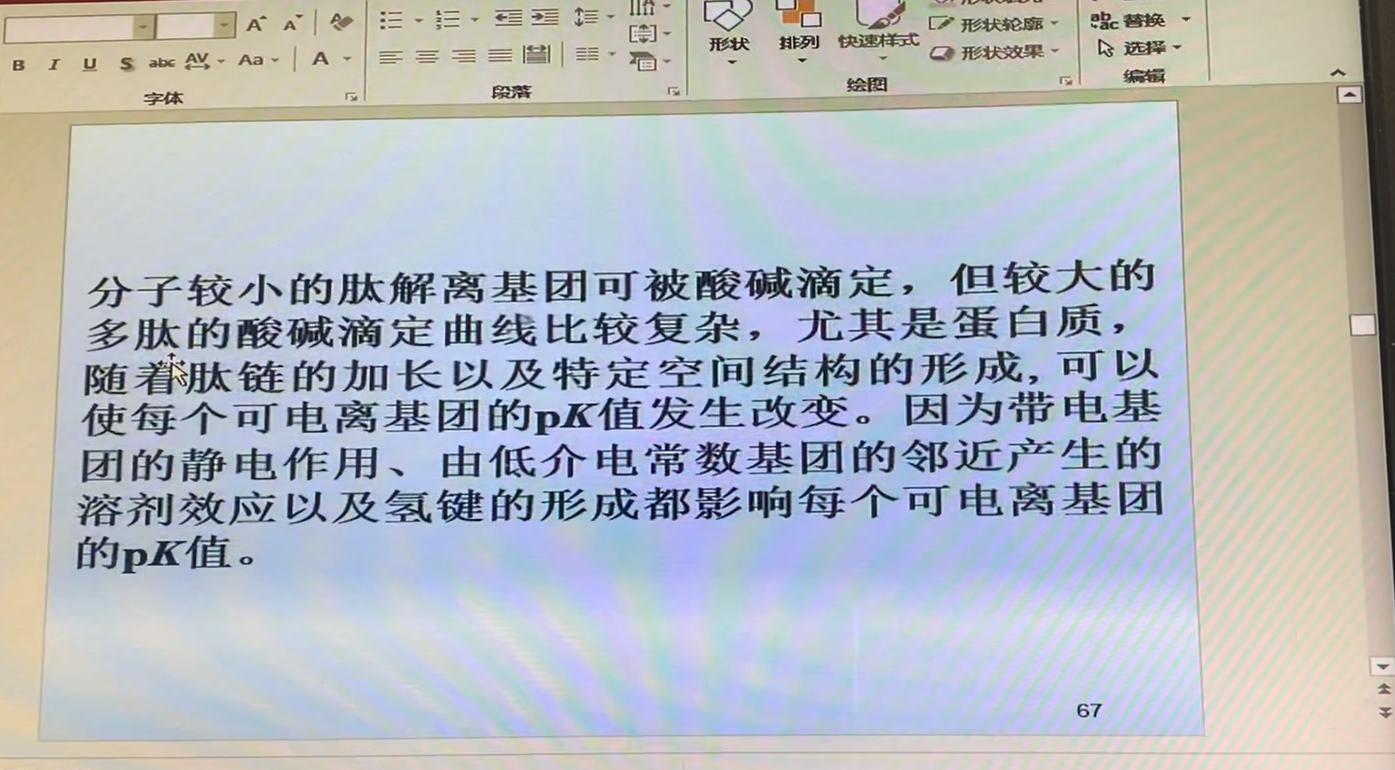 B I U S abc AV Aa A
字体
段落
形状
排列
快速样式
形状轮廓
形状效果
绘图
替换
选择
编辑
分子较小的肽解离基团可被酸碱滴定，但较大的
多肽的酸碱滴定曲线比较复杂，尤其是蛋白质，
随着肽链的加长以及特定空间结构的形成, 可以
使每个可电离基团的pK值发生改变。因为带电基
团的静电作用、由低介电常数基团的邻近产生的
溶剂效应以及氢键的形成都影响每个可电离基团
的pK值。
67